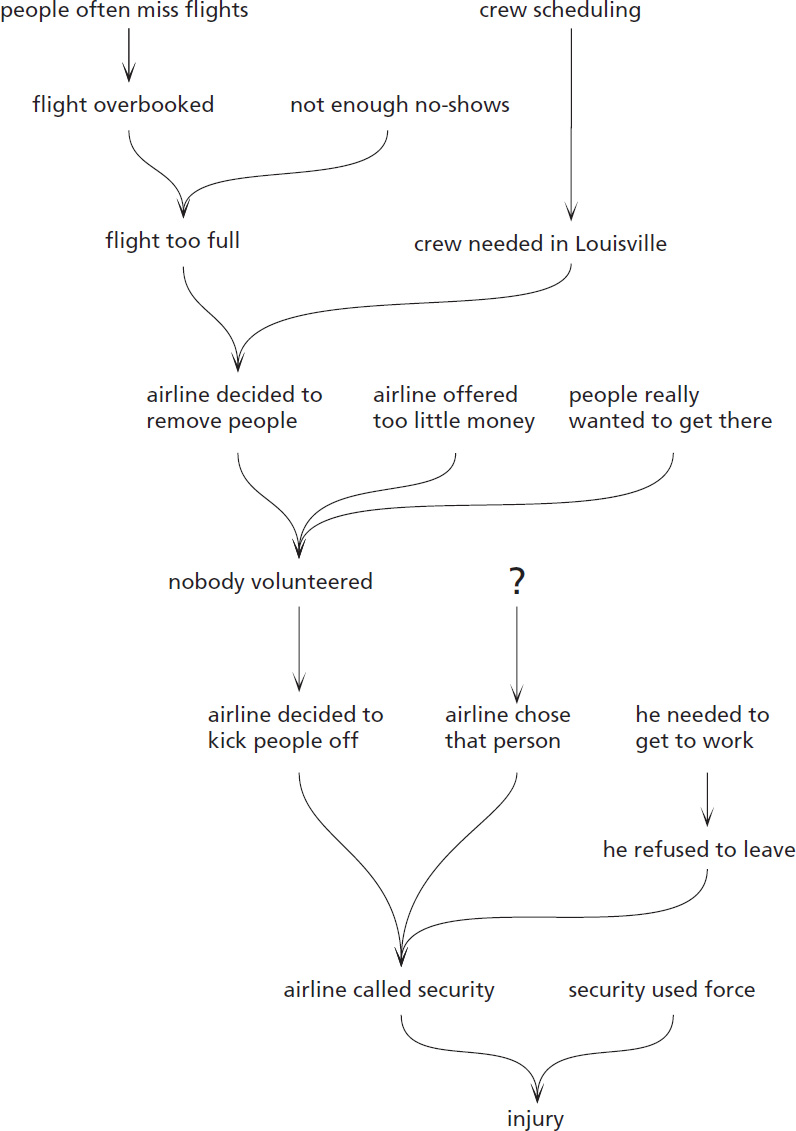 people often miss flights
crew scheduling
flight overbooked
not enough no-shows
flight too full
crew needed in Louisville
airline decided to
remove people
airline offered
too little money
people really
wanted to get there
nobody volunteered
?
airline decided to
kick people off
airline chose
that person
he needed to
get to work
he refused to leave
airline called security
security used force
injury